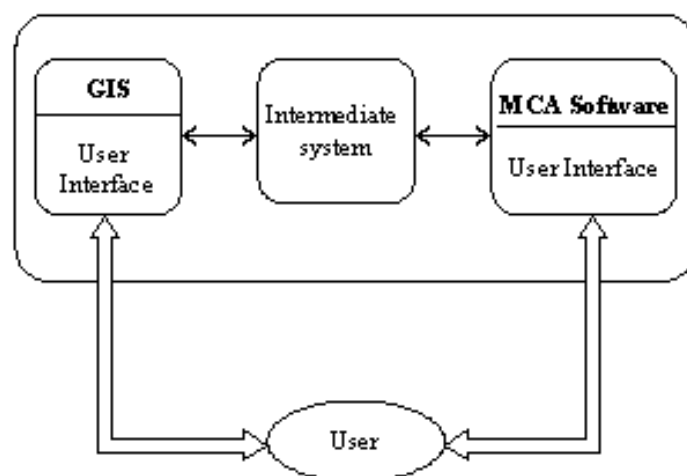 GIS
User
Interface
Intermediate
system
MCA Software
User Interface
User